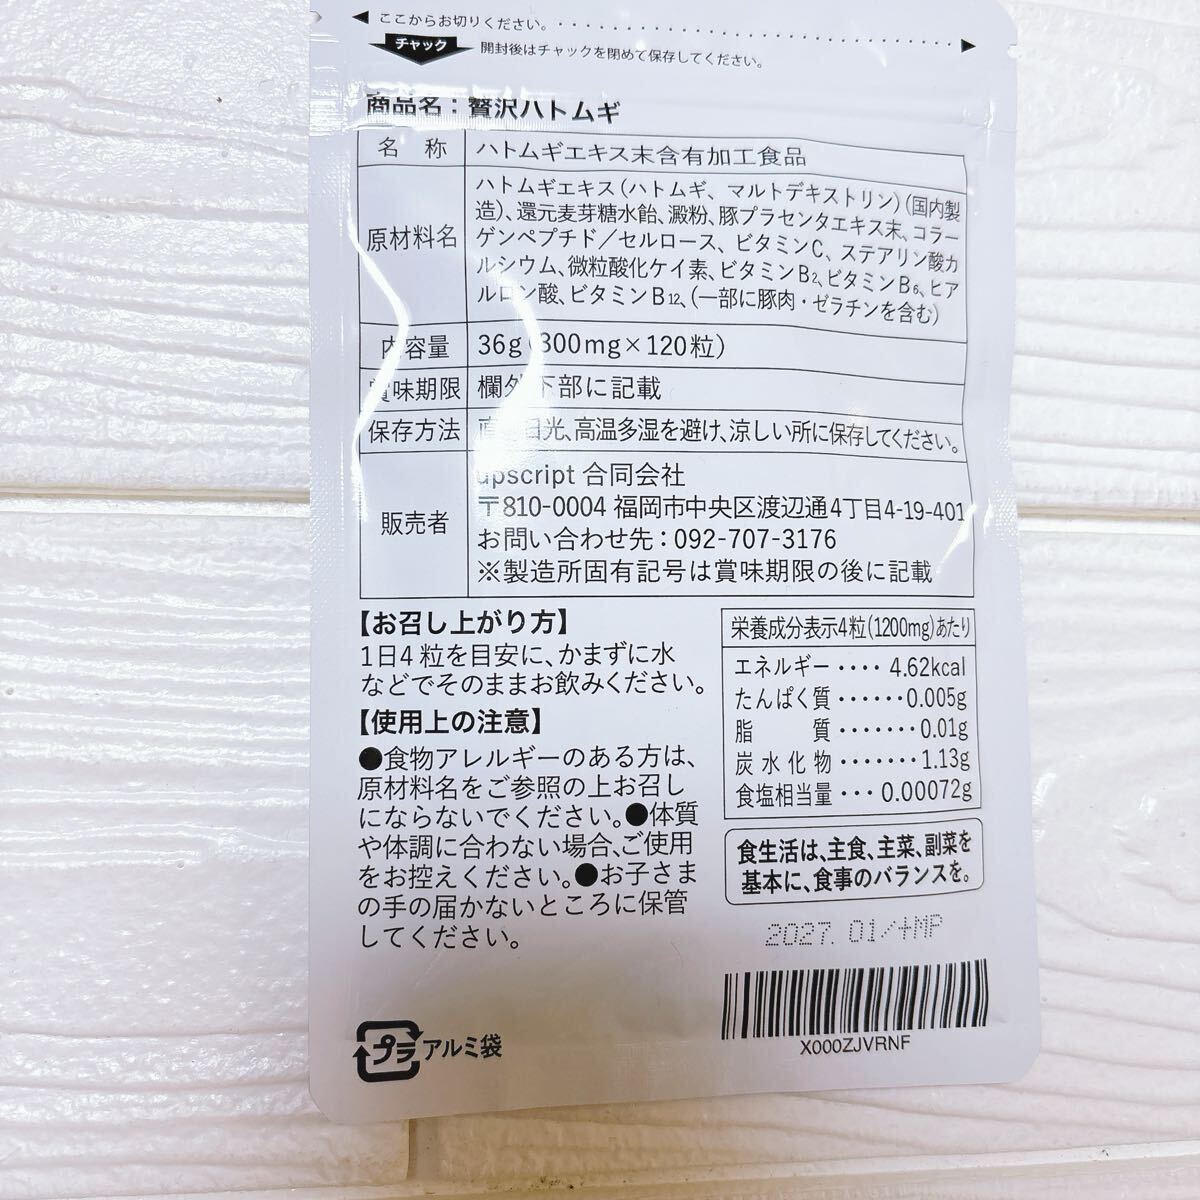 ここからお切りください。
チャック
開封後はチャックを閉めて保存してください。
商品名：贅沢ハトムギ
名 称 ハトムギエキス末含有加工食品
原材料名
ハトムギエキス（ハトムギ、マルトデキストリン）（国内製
造）、還元麦芽糖水飴、澱粉、豚プラセンタエキス末、コラー
ゲンペプチド／セルロース、ビタミンC、ステアリン酸カ
ルシウム、微粒酸化ケイ素、ビタミンB2、ビタミンB6、ヒア
ルロン酸、ビタミンB12、（一部に豚肉・ゼラチンを含む）
内容量 36g（300mg×120粒）
賞味期限 欄外下部に記載
保存方法 直射日光、高温多湿を避け、涼しい所に保存してください。
販売者
upscript 合同会社
〒810-0004 福岡市中央区渡辺通4丁目4-19-401
お問い合わせ先：092-707-3176
※製造所固有記号は賞味期限の後に記載
【お召し上がり方】
1日4粒を目安に、かまずに水
などでそのままお飲みください。
【使用上の注意】
●食物アレルギーのある方は、
原材料名をご参照の上お召し
にならないでください。●体質
や体調に合わない場合、ご使用
をお控えください。●お子さま
の手の届かないところに保管
してください。
栄養成分表示4粒(1200mg)あたり
エネルギー・・・・4.62kcal
たんぱく質・・・・・・0.005g
脂 質・・・・・・・0.01g
炭水化物・・・・・・・1.13g
食塩相当量・・・0.00072g
食生活は、主食、主菜、副菜を
基本に、食事のバランスを。
2027. 01/+MP
X000ZJVRNF
プラ アルミ袋